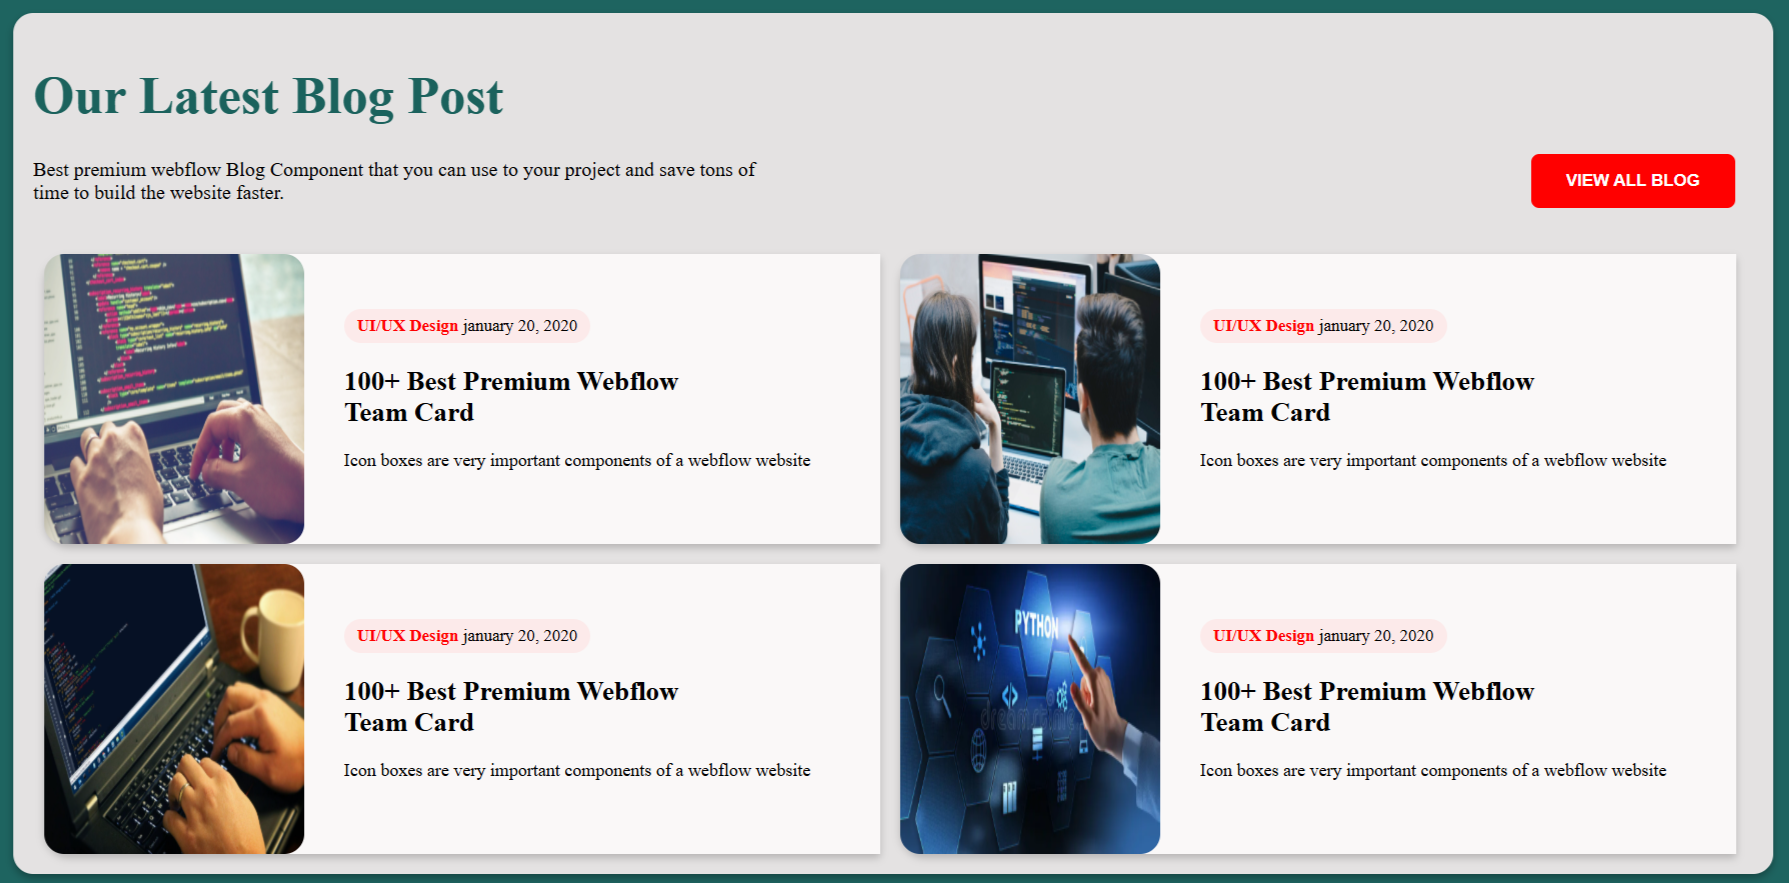 Our Latest Blog Post
Best premium webflow Blog Component that you can use to your project and save tons of
time to build the website faster.
VIEW ALL BLOG
UI/UX Design january 20, 2020
100+ Best Premium Webflow
Team Card
Icon boxes are very important components of a webflow website
UI/UX Design january 20, 2020
100+ Best Premium Webflow
Team Card
Icon boxes are very important components of a webflow website
UI/UX Design january 20, 2020
100+ Best Premium Webflow
Team Card
Icon boxes are very important components of a webflow website
PYTHON
dreamstime
UI/UX Design january 20, 2020
100+ Best Premium Webflow
Team Card
Icon boxes are very important components of a webflow website